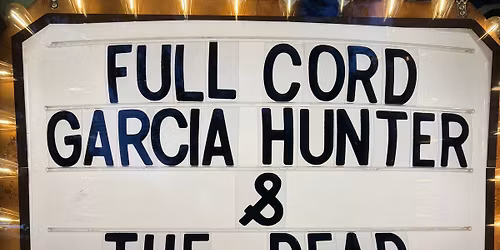 FULL CORD
GARCIA HUNTER
&
THE DEAD